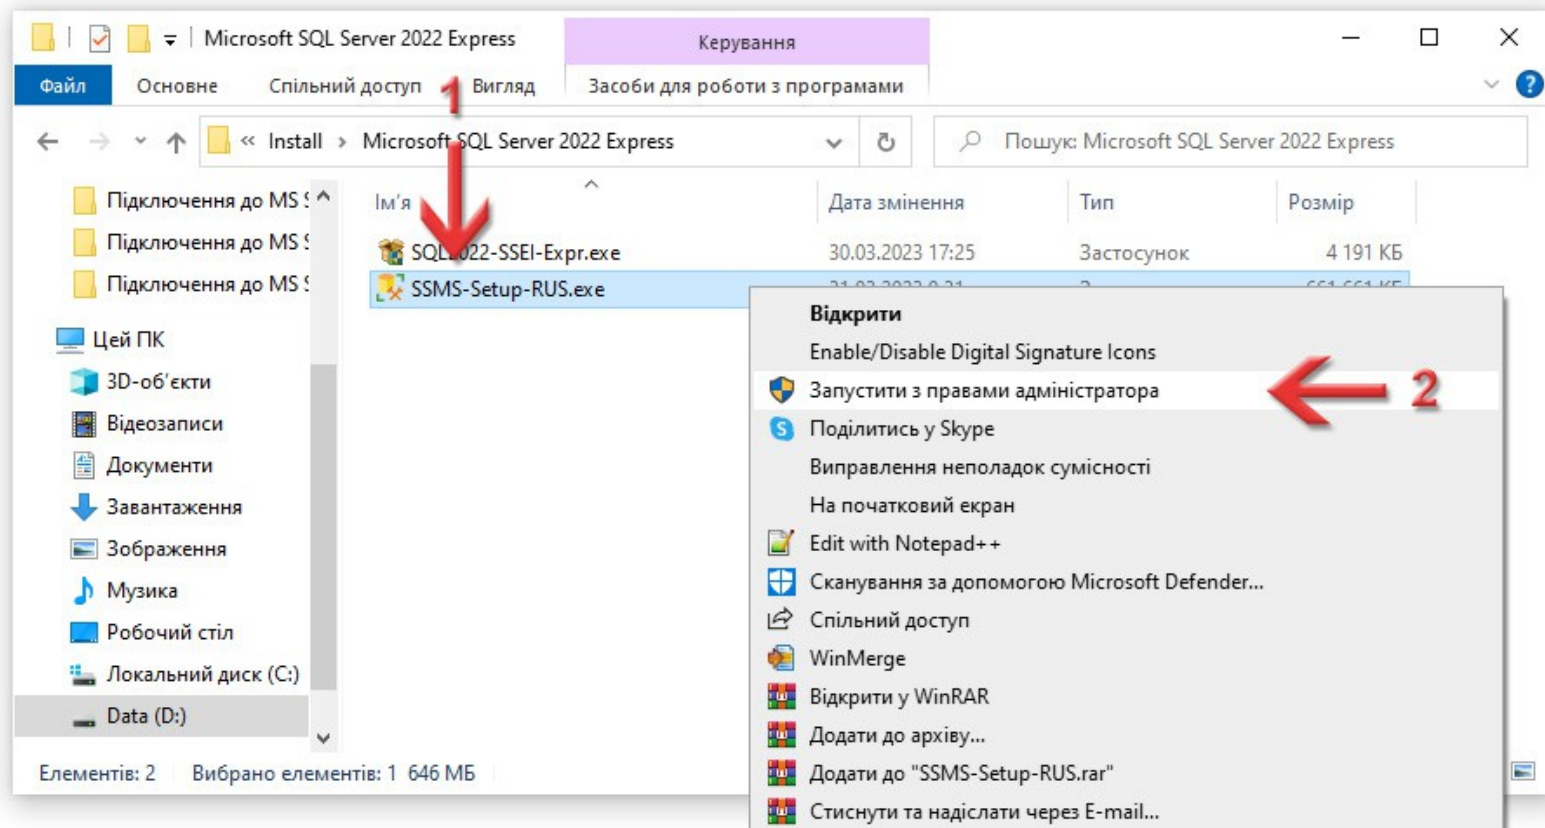 Microsoft SQL Server 2022 Express
Керування
Файл
Основне
Спільний доступ
Вигляд
Засоби для роботи з програмами
1
« Install › Microsoft SQL Server 2022 Express
Пошук: Microsoft SQL Server 2022 Express
Ім'я
Дата змінення
Тип
Розмір
Підключення до MS
Підключення до MS
Підключення до MS
Цей ПК
3D-об’єкти
Відеозаписи
Документи
Завантаження
Зображення
Музика
Робочий стіл
Локальний диск (C:)
Data (D:)
SQL2022-SSEI-Expr.exe 30.03.2023 17:25 Застосунок 4 191 КБ
SSMS-Setup-RUS.exe
Відкрити
Enable/Disable Digital Signature Icons
Запустити з правами адміністратора
2
Поділитись у Skype
Виправлення неполадок сумісності
На початковий екран
Edit with Notepad++
Сканування за допомогою Microsoft Defender...
Спільний доступ
WinMerge
Відкрити у WinRAR
Додати до архіву...
Додати до "SSMS-Setup-RUS.rar"
Стиснути та надіслати через E-mail...
Елементів: 2
Вибрано елементів: 1 646 МБ